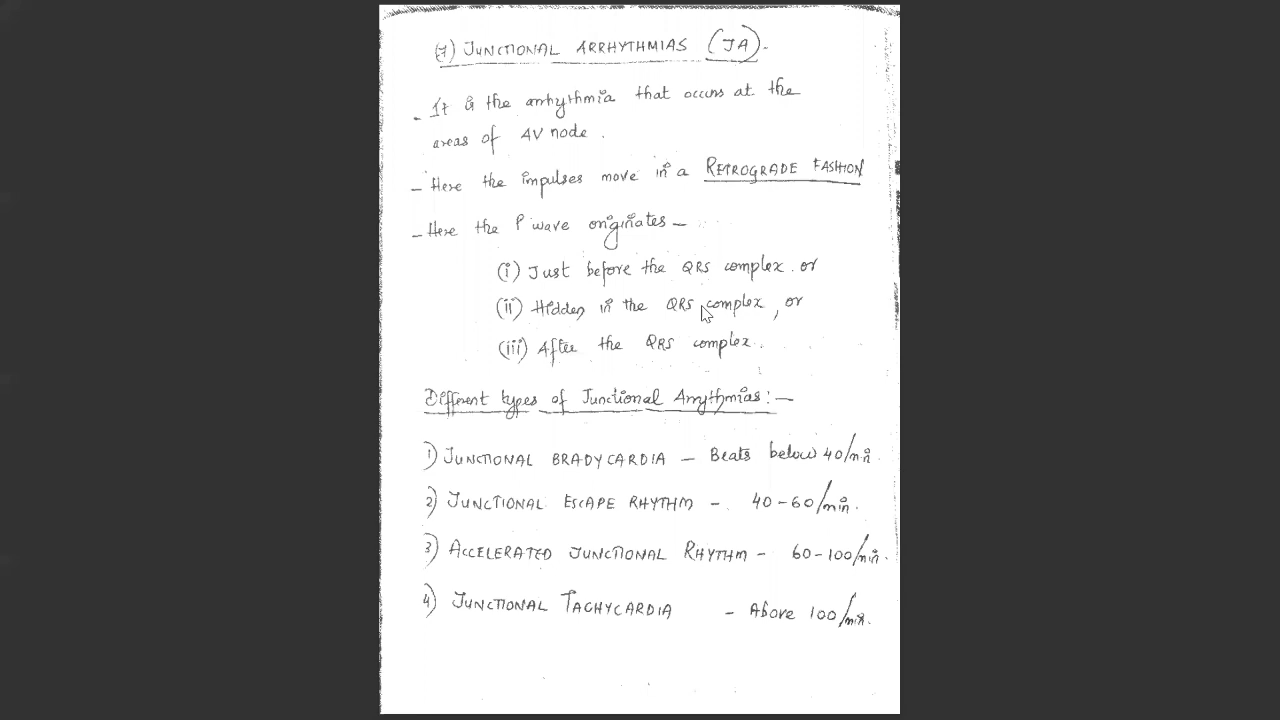 (7) JUNCTIONAL ARRHYTHMIAS (JA).
- It is the arrhythmia that occurs at the
areas of AV node.
- Here the impulses move in a RETROGRADE FASHION
- Here the P wave originates -
(i) Just before the QRS complex. or
(ii) Hidden in the QRS complex, or
(iii) After the QRS complex.
Different types of Junctional Arrythmias:-
1) JUNCTIONAL BRADYCARDIA - Beats below 40/min.
2) JUNCTIONAL ESCAPE RHYTHM - 40-60/min.
3) ACCELERATED JUNCTIONAL RHYTHM - 60-100/min.
4) JUNCTIONAL TACHYCARDIA - Above 100/min.